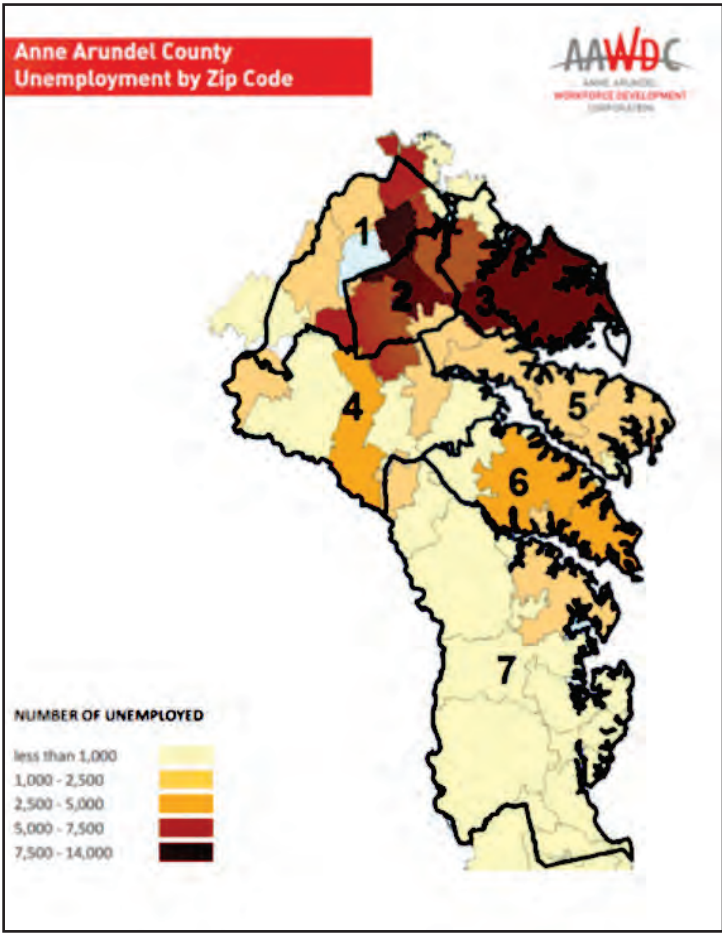 Anne Arundel County
Unemployment by Zip Code
AAWDC
ANNE ARUNDEL
WORKFORCE DEVELOPMENT
CORPORATION
1
2
3
4
5
6
7
NUMBER OF UNEMPLOYED
less than 1,000
1,000 - 2,500
2,500 - 5,000
5,000 - 7,500
7,500 - 14,000